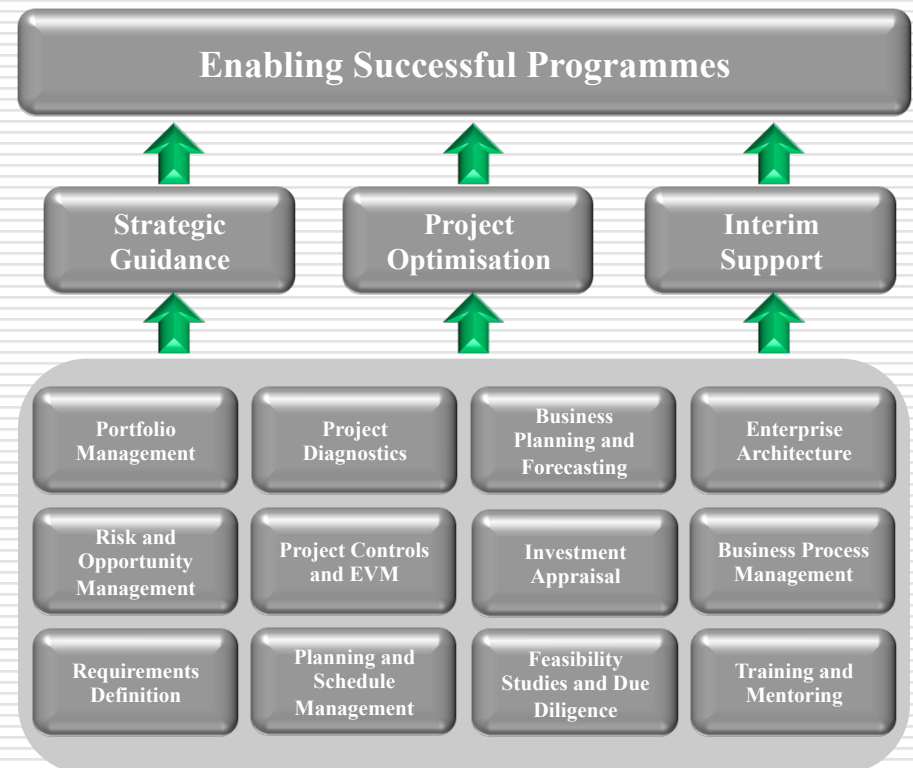 Enabling Successful Programmes
Strategic
Guidance
Project
Optimisation
Interim
Support
Portfolio
Management
Project
Diagnostics
Business
Planning and
Forecasting
Enterprise
Architecture
Risk and
Opportunity
Management
Project Controls
and EVM
Investment
Appraisal
Business Process
Management
Requirements
Definition
Planning and
Schedule
Management
Feasibility
Studies and Due
Diligence
Training and
Mentoring